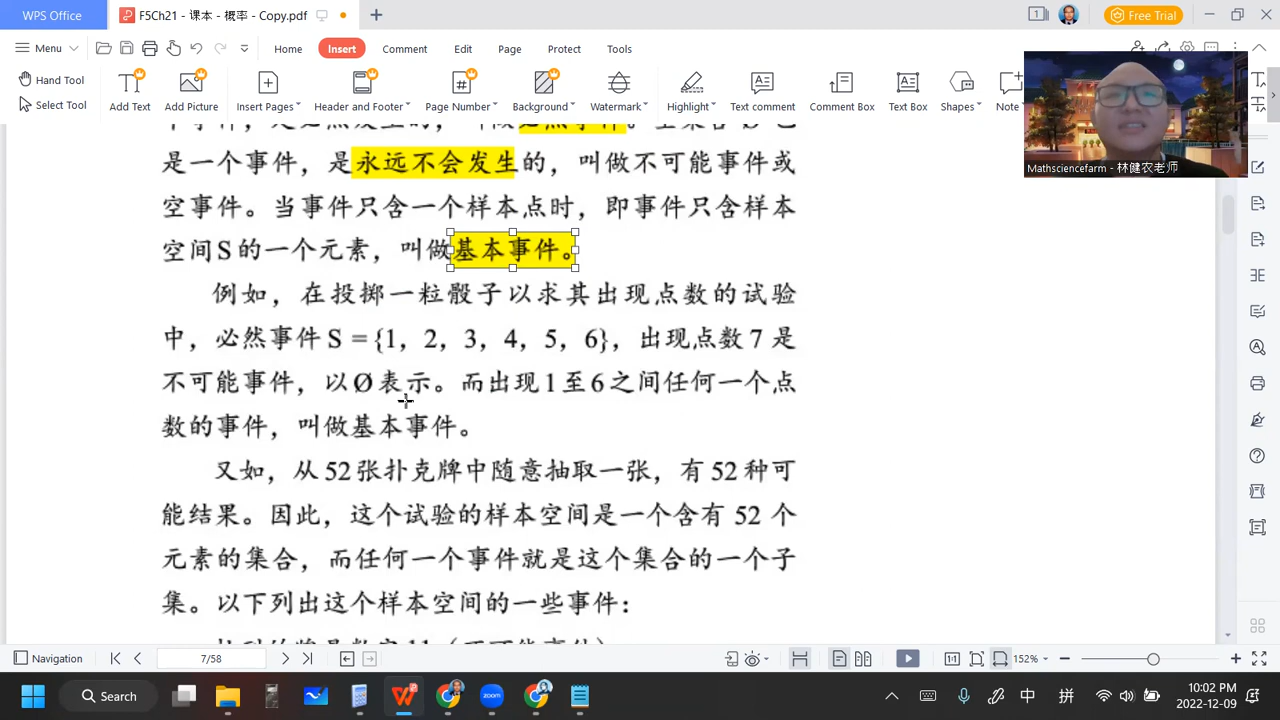 WPS Office
F5Ch21 - 课本 - 概率 - Copy.pdf
Free Trial
Menu
Home
Insert
Comment
Edit
Page
Protect
Tools
Hand Tool
Select Tool
Add Text
Add Picture
Insert Pages
Header and Footer
Page Number
Background
Watermark
Highlight
Text comment
Comment Box
Text Box
Shapes
Note
Mathsciencefarm - 林健农老师
是一个事件，是永远不会发生的，叫做不可能事件或
空事件。当事件只含一个样本点时，即事件只含样本
空间S的一个元素，叫做基本事件。
例如，在投掷一粒骰子以求其出现点数的试验
中，必然事件 S = {1，2，3，4，5，6}，出现点数 7 是
不可能事件，以Ø表示。而出现1至6之间任何一个点
数的事件，叫做基本事件。
又如，从52张扑克牌中随意抽取一张，有52种可
能结果。因此，这个试验的样本空间是一个含有 52 个
元素的集合，而任何一个事件就是这个集合的一个子
集。以下列出这个样本空间的一些事件：
Navigation
7/58
152%
Search
中
拼
10:02 PM
2022-12-09